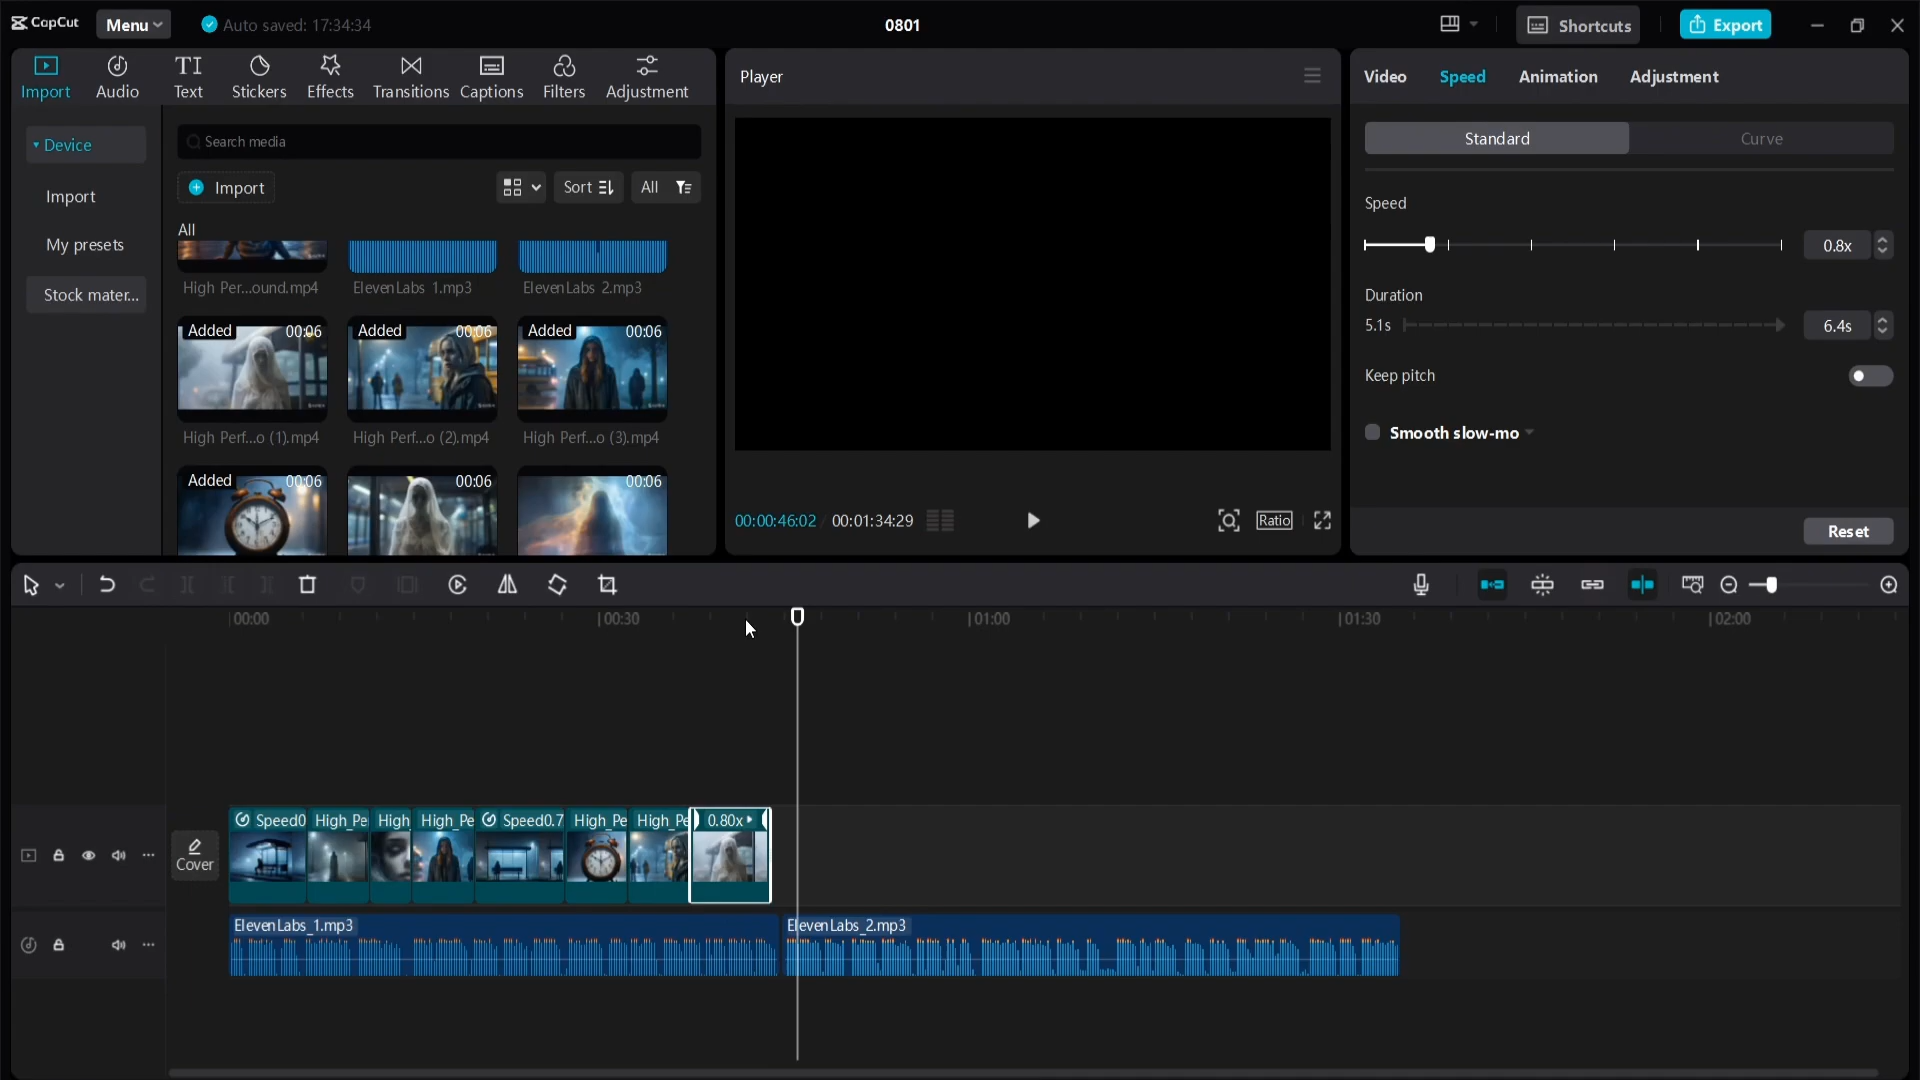 CapCut
Menu
Auto saved: 17:34:34
0801
Shortcuts
Export
Import
Audio
TI
Text
Stickers
Effects
Transitions
Captions
Filters
Adjustment
Player
Video
Speed
Animation
Adjustment
Device
Import
My presets
Stock mater...
Search media
Import
Sort
All
All
High Per...ound.mp4
ElevenLabs 1.mp3
ElevenLabs 2.mp3
Added
00:06
Added
00:06
Added
00:06
High Perf...o (1).mp4
High Perf...o (2).mp4
High Perf...o (3).mp4
Added
00:06
00:06
00:06
00:00:46:02
00:01:34:29
Ratio
Standard
Curve
Speed
0.8x
Duration
5.1s
6.4s
Keep pitch
Smooth slow-mo
Reset
00:00
00:30
01:00
01:30
02:00
Cover
Speed0
High_Pe
High
High_Pe
Speed0.7
High_Pe
High_Pe
0.80x
ElevenLabs_1.mp3
ElevenLabs_2.mp3